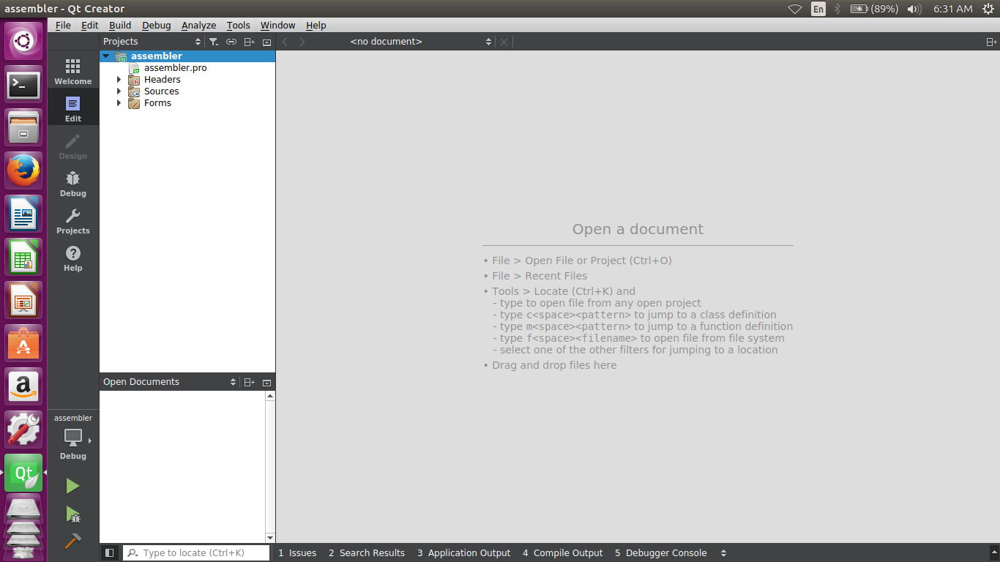 assembler - Qt Creator
En
(89%)
6:31 AM
File Edit Build Debug Analyze Tools Window Help
Projects
<no document>
Welcome
Edit
Design
Debug
Projects
Help
assembler
assembler.pro
Headers
Sources
Forms
Open a document
• File > Open File or Project (Ctrl+O)
• File > Recent Files
• Tools > Locate (Ctrl+K) and
- type to open file from any open project
- type c<space><pattern> to jump to a class definition
- type m<space><pattern> to jump to a function definition
- type f<space><filename> to open file from file system
- select one of the other filters for jumping to a location
• Drag and drop files here
Open Documents
assembler
Debug
Qt
Type to locate (Ctrl+K)
1 Issues 2 Search Results 3 Application Output 4 Compile Output 5 Debugger Console